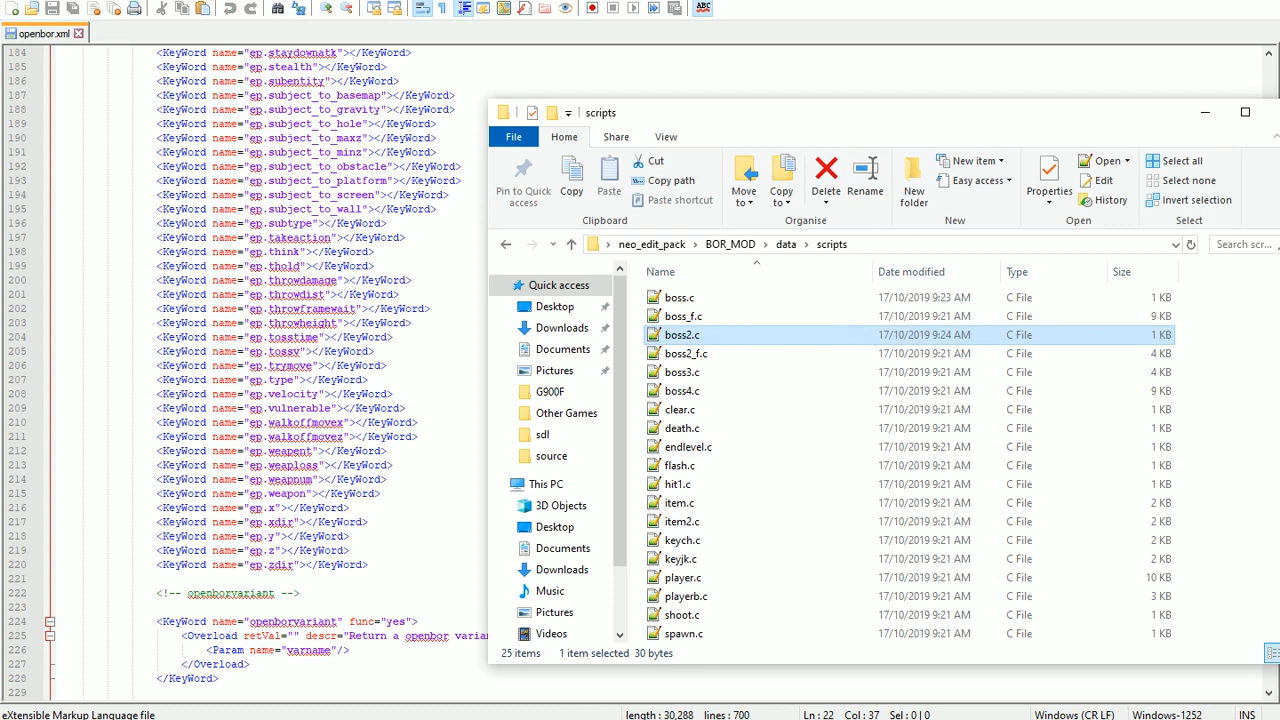 openbor.xml
184 <KeyWord name="ep.staydownatk"></KeyWord>
185 <KeyWord name="ep.stealth"></KeyWord>
186 <KeyWord name="ep.subentity"></KeyWord>
187 <KeyWord name="ep.subject_to_basemap"></KeyWord>
188 <KeyWord name="ep.subject_to_gravity"></KeyWord>
189 <KeyWord name="ep.subject_to_hole"></KeyWord>
190 <KeyWord name="ep.subject_to_maxz"></KeyWord>
191 <KeyWord name="ep.subject_to_minz"></KeyWord>
192 <KeyWord name="ep.subject_to_obstacle"></KeyWord>
193 <KeyWord name="ep.subject_to_platform"></KeyWord>
194 <KeyWord name="ep.subject_to_screen"></KeyWord>
195 <KeyWord name="ep.subject_to_wall"></KeyWord>
196 <KeyWord name="ep.subtype"></KeyWord>
197 <KeyWord name="ep.takeaction"></KeyWord>
198 <KeyWord name="ep.think"></KeyWord>
199 <KeyWord name="ep.thold"></KeyWord>
200 <KeyWord name="ep.throwdamage"></KeyWord>
201 <KeyWord name="ep.throwdist"></KeyWord>
202 <KeyWord name="ep.throwframewait"></KeyWord>
203 <KeyWord name="ep.throwheight"></KeyWord>
204 <KeyWord name="ep.tosstime"></KeyWord>
205 <KeyWord name="ep.tossv"></KeyWord>
206 <KeyWord name="ep.trymove"></KeyWord>
207 <KeyWord name="ep.type"></KeyWord>
208 <KeyWord name="ep.velocity"></KeyWord>
209 <KeyWord name="ep.vulnerable"></KeyWord>
210 <KeyWord name="ep.walkoffmovex"></KeyWord>
211 <KeyWord name="ep.walkoffmovez"></KeyWord>
212 <KeyWord name="ep.weapent"></KeyWord>
213 <KeyWord name="ep.weaploss"></KeyWord>
214 <KeyWord name="ep.weapnum"></KeyWord>
215 <KeyWord name="ep.weapon"></KeyWord>
216 <KeyWord name="ep.x"></KeyWord>
217 <KeyWord name="ep.xdir"></KeyWord>
218 <KeyWord name="ep.y"></KeyWord>
219 <KeyWord name="ep.z"></KeyWord>
220 <KeyWord name="ep.zdir"></KeyWord>
221
222 <!-- openborvariant -->
223
224 <KeyWord name="openborvariant" func="yes">
225 <Overload retVal="" descr="Return a openbor varian
226 <Param name="varname"/>
227 </Overload>
228 </KeyWord>
229
eXtensible Markup Language file length : 30,288 lines : 700 Ln : 22 Col : 37 Sel : 0 | 0 Windows (CR LF) Windows-1252 INS
ABC
scripts
File Home Share View
Pin to Quick access
Copy
Paste
Cut
Copy path
Paste shortcut
Clipboard
Move to
Copy to
Delete
Rename
Organise
New folder
New item
Easy access
New
Properties
Open
Edit
History
Open
Select all
Select none
Invert selection
Select
neo_edit_pack > BOR_MOD > data > scripts
Search scr...
Quick access
Desktop
Downloads
Documents
Pictures
G900F
Other Games
sdl
source
This PC
3D Objects
Desktop
Documents
Downloads
Music
Pictures
Videos
Name Date modified Type Size
boss.c 17/10/2019 9:23 AM C File 1 KB
boss_f.c 17/10/2019 9:21 AM C File 9 KB
boss2.c 17/10/2019 9:24 AM C File 1 KB
boss2_f.c 17/10/2019 9:21 AM C File 4 KB
boss3.c 17/10/2019 9:21 AM C File 4 KB
boss4.c 17/10/2019 9:21 AM C File 9 KB
clear.c 17/10/2019 9:21 AM C File 1 KB
death.c 17/10/2019 9:21 AM C File 1 KB
endlevel.c 17/10/2019 9:21 AM C File 1 KB
flash.c 17/10/2019 9:21 AM C File 1 KB
hit1.c 17/10/2019 9:21 AM C File 1 KB
item.c 17/10/2019 9:21 AM C File 2 KB
item2.c 17/10/2019 9:21 AM C File 2 KB
keych.c 17/10/2019 9:21 AM C File 2 KB
keyjk.c 17/10/2019 9:21 AM C File 2 KB
player.c 17/10/2019 9:21 AM C File 10 KB
playerb.c 17/10/2019 9:21 AM C File 3 KB
shoot.c 17/10/2019 9:21 AM C File 1 KB
spawn.c 17/10/2019 9:21 AM C File 2 KB
25 items 1 item selected 30 bytes